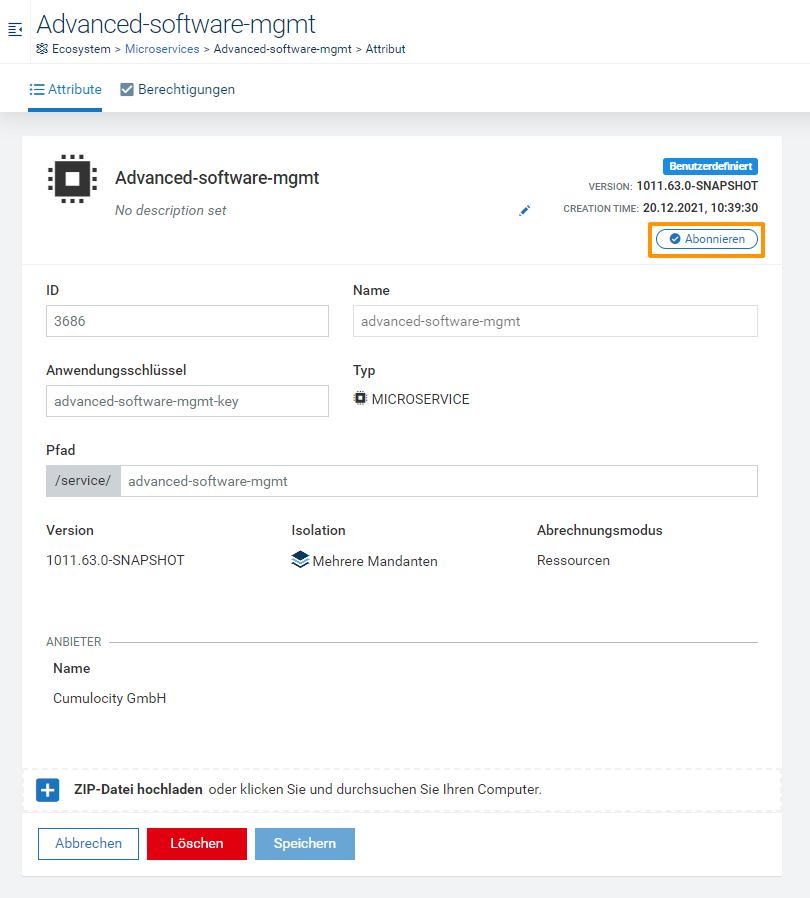 Advanced-software-mgmt
Ecosystem > Microservices > Advanced-software-mgmt > Attribut
Attribute Berechtigungen
Benutzerdefiniert
Advanced-software-mgmt
VERSION: 1011.63.0-SNAPSHOT
No description set
CREATION TIME: 20.12.2021, 10:39:30
Abonnieren
ID Name
3686 advanced-software-mgmt
Anwendungsschlüssel Typ
advanced-software-mgmt-key MICROSERVICE
Pfad
/service/ advanced-software-mgmt
Version Isolation Abrechnungsmodus
1011.63.0-SNAPSHOT Mehrere Mandanten Ressourcen
ANBIETER
Name
Cumulocity GmbH
ZIP-Datei hochladen oder klicken Sie und durchsuchen Sie Ihren Computer.
Abbrechen Löschen Speichern